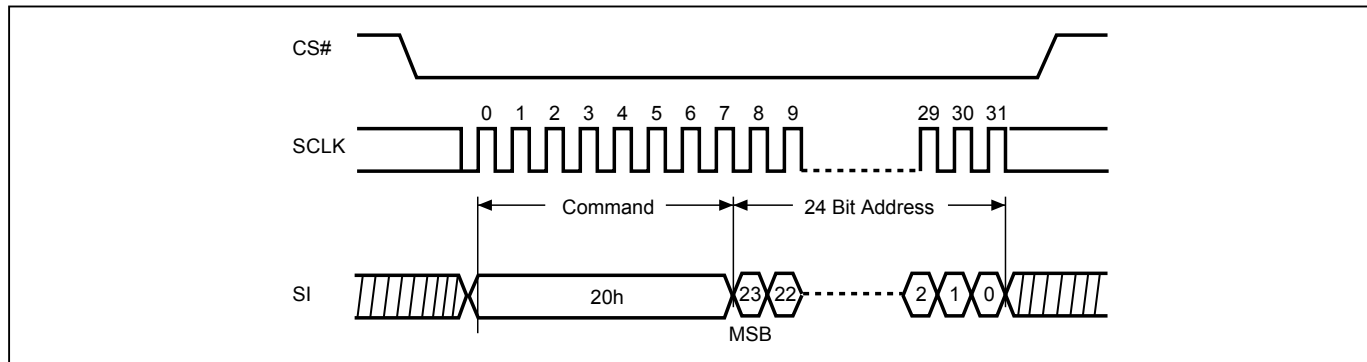 CS#
0 1 2 3 4 5 6 7 8 9 29 30 31
SCLK
Command 24 Bit Address
SI 20h 23 22 2 1 0
MSB